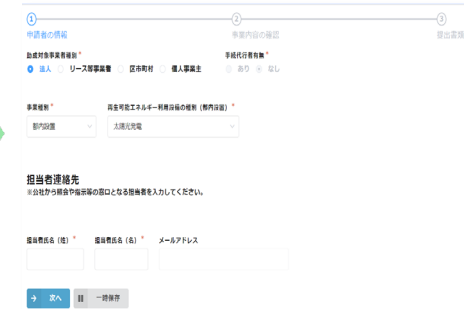 1 2 3
申請者の情報 事業内容の確認 提出書類
助成対象事業者種別* 手続代行者有無*
法人 リース等事業者 区市町村 個人事業主 あり なし
事業種別* 再生可能エネルギー利用設備の種別（都内設置）*
都内設置 太陽光発電
担当者連絡先
※公社から照会や指示等の窓口となる担当者を入力してください。
担当者氏名（姓）* 担当者氏名（名）* メールアドレス
次へ 一時保存